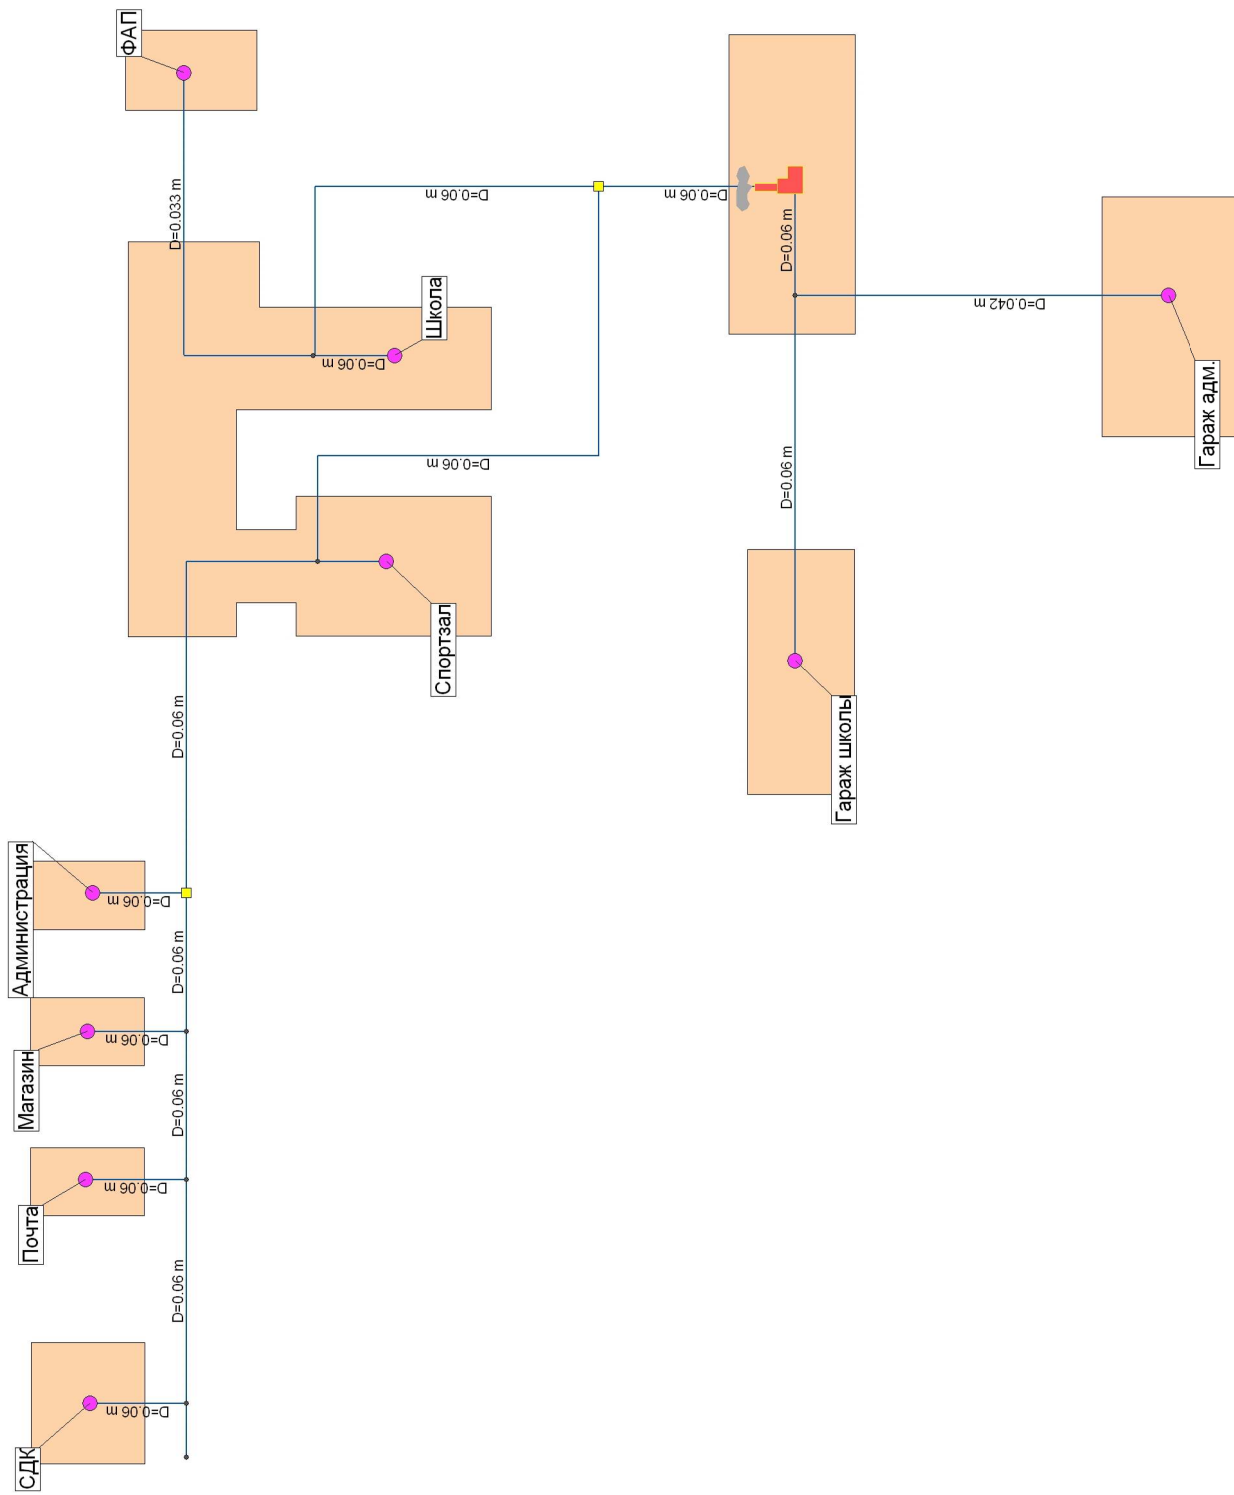 ФАП
D=0.033 m
D=0.06 m
D=0.06 m
D=0.06 m
Школа
D=0.06 m
D=0.042 m
Гараж адм.
D=0.06 m
D=0.06 m
Спортзал
Гараж школы
D=0.06 m
Администрация
D=0.06 m
D=0.06 m
Магазин
D=0.06 m
D=0.06 m
Почта
D=0.06 m
D=0.06 m
СДК
D=0.06 m